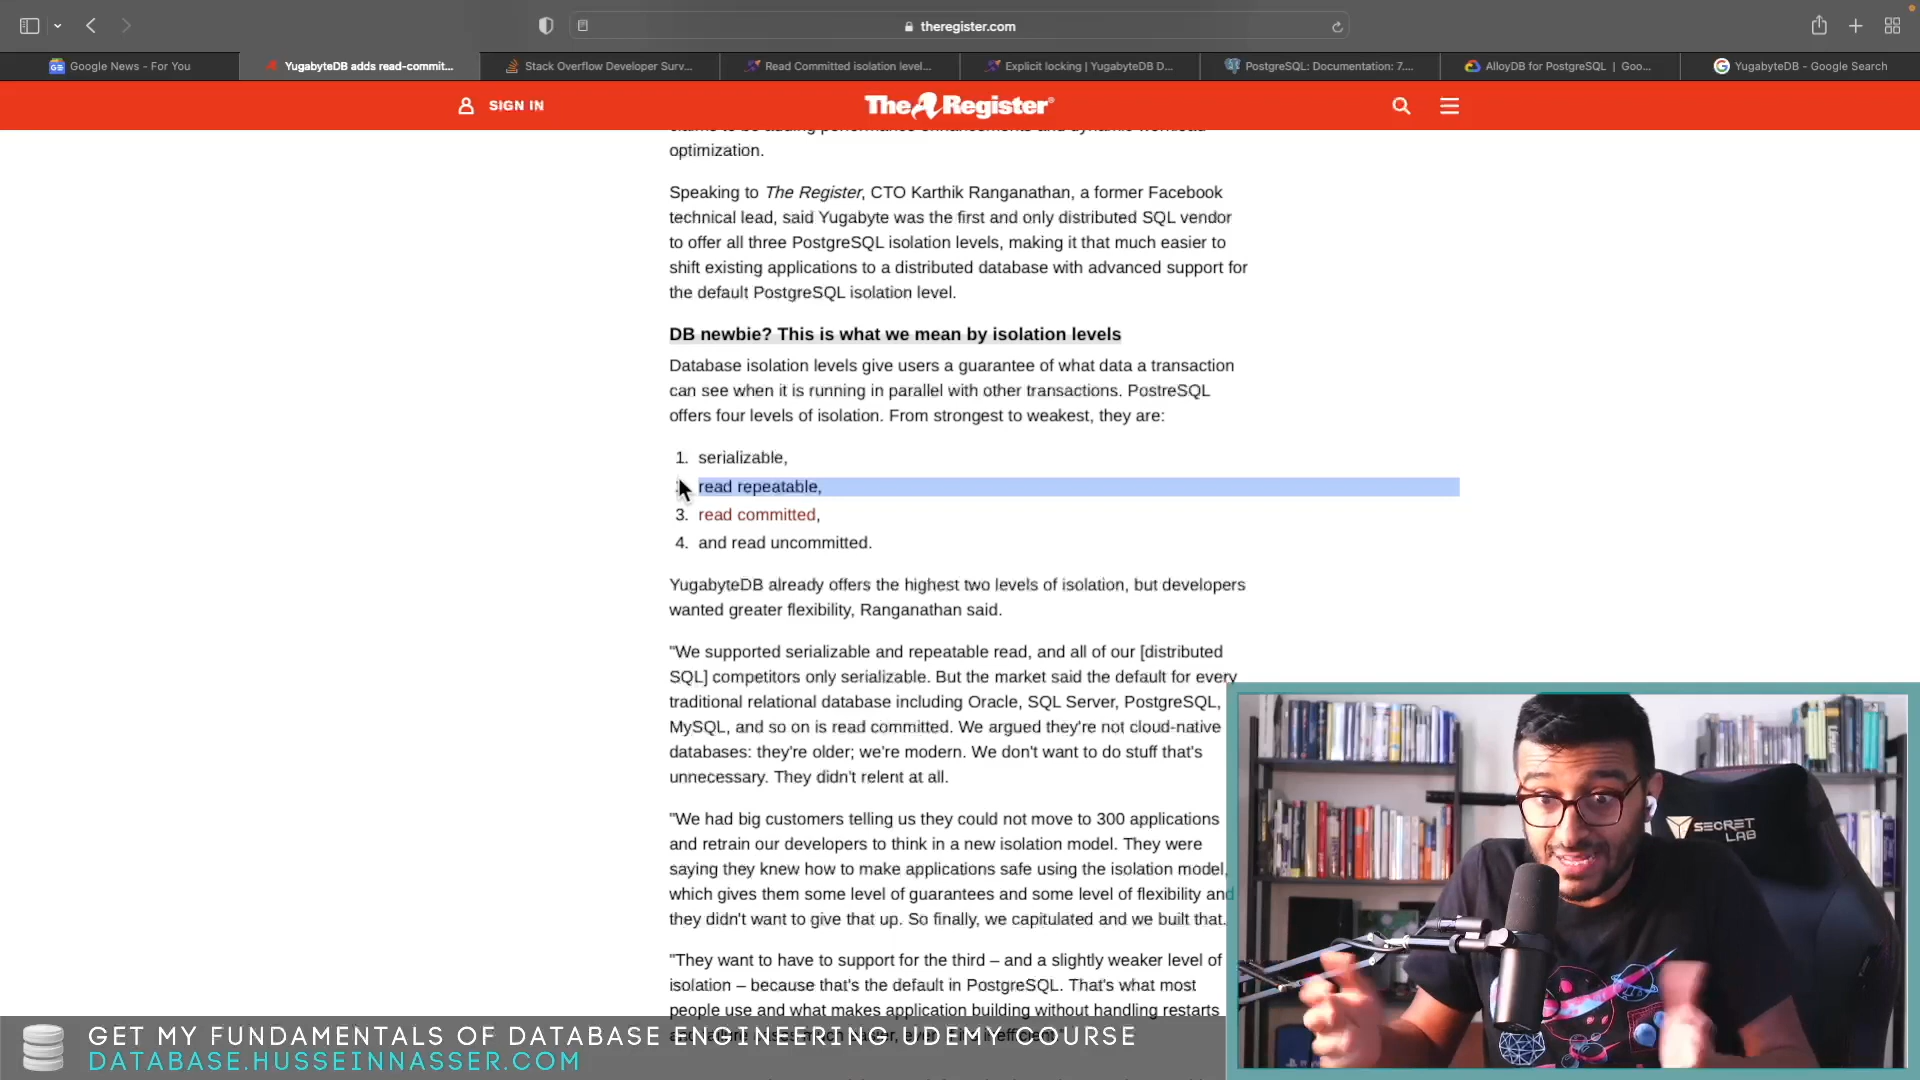 theregister.com
Google News - For You
YugabyteDB adds read-commit...
Stack Overflow Developer Surv...
Read Committed isolation level...
Explicit locking | YugabyteDB D...
PostgreSQL: Documentation: 7....
AlloyDB for PostgreSQL | Goo...
YugabyteDB - Google Search
SIGN IN
The Register
optimization.
Speaking to The Register, CTO Karthik Ranganathan, a former Facebook
technical lead, said Yugabyte was the first and only distributed SQL vendor
to offer all three PostgreSQL isolation levels, making it that much easier to
shift existing applications to a distributed database with advanced support for
the default PostgreSQL isolation level.
DB newbie? This is what we mean by isolation levels
Database isolation levels give users a guarantee of what data a transaction
can see when it is running in parallel with other transactions. PostreSQL
offers four levels of isolation. From strongest to weakest, they are:
1. serializable,
read repeatable,
3. read committed,
4. and read uncommitted.
YugabyteDB already offers the highest two levels of isolation, but developers
wanted greater flexibility, Ranganathan said.
"We supported serializable and repeatable read, and all of our [distributed
SQL] competitors only serializable. But the market said the default for every
traditional relational database including Oracle, SQL Server, PostgreSQL,
MySQL, and so on is read committed. We argued they're not cloud-native
databases: they're older; we're modern. We don't want to do stuff that's
unnecessary. They didn't relent at all.
"We had big customers telling us they could not move to 300 applications
and retrain our developers to think in a new isolation model. They were
saying they knew how to make applications safe using the isolation model,
which gives them some level of guarantees and some level of flexibility and
they didn't want to give that up. So finally, we capitulated and we built that.
"They want to have to support for the third – and a slightly weaker level of
isolation – because that's the default in PostgreSQL. That's what most
people use and what makes application building without handling restarts
SECRET
LAB
GET MY FUNDAMENTALS OF DATABASE ENGINEERING UDEMY COURSE
DATABASE.HUSSEINNASSER.COM